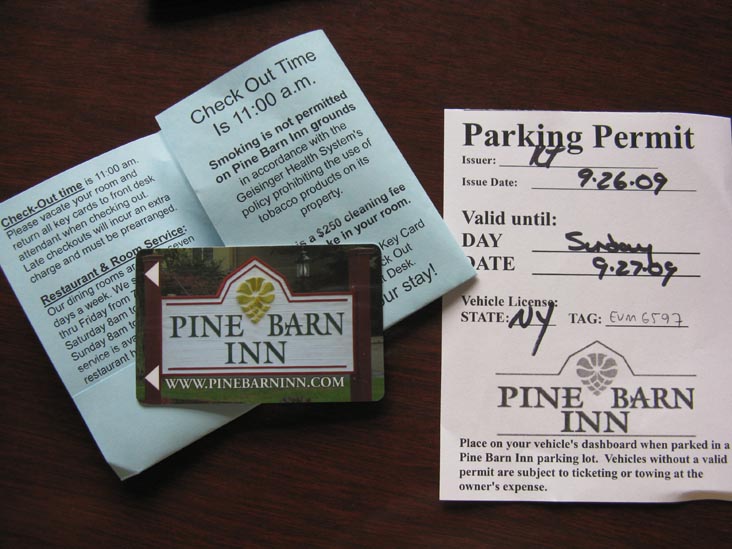 Check-Out time is 11:00 am.
Please vacate your room and
return all key cards to front desk
attendant when checking out.
Late checkouts will incur an extra
charge and must be prearranged.
Restaurant & Room Service:
Our dining rooms are seven
days a week. We s
thru Friday from
Saturday 8am to
Sunday 8am to
service is ava
restaurant h
Check Out Time
Is 11:00 a.m.
Smoking is not permitted
on Pine Barn Inn grounds
in accordance with the
Geisinger Health System's
policy prohibiting the use of
tobacco products on its
property.
is a $250 cleaning fee
ke in your room.
Key Card
ck Out
Desk.
our stay!
PINE BARN
INN
WWW.PINEBARNINN.COM
Parking Permit
Issuer:
Issue Date: 9.26.09
Valid until:
DAY Sunday
DATE 9.27.09
Vehicle License:
STATE: NY TAG: EVM 6597
PINE BARN
INN
Place on your vehicle's dashboard when parked in a
Pine Barn Inn parking lot. Vehicles without a valid
permit are subject to ticketing or towing at the
owner's expense.